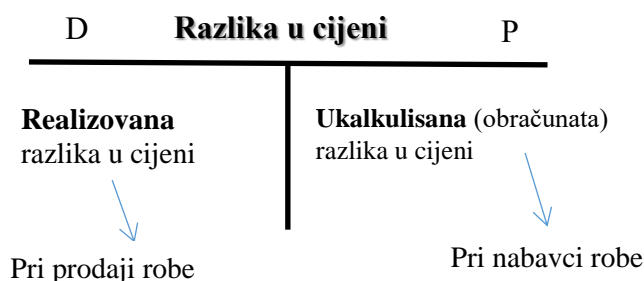 D Razlika u cijeni P
Realizovana
razlika u cijeni
Ukalkulisana (obračunata)
razlika u cijeni
Pri prodaji robe
Pri nabavci robe